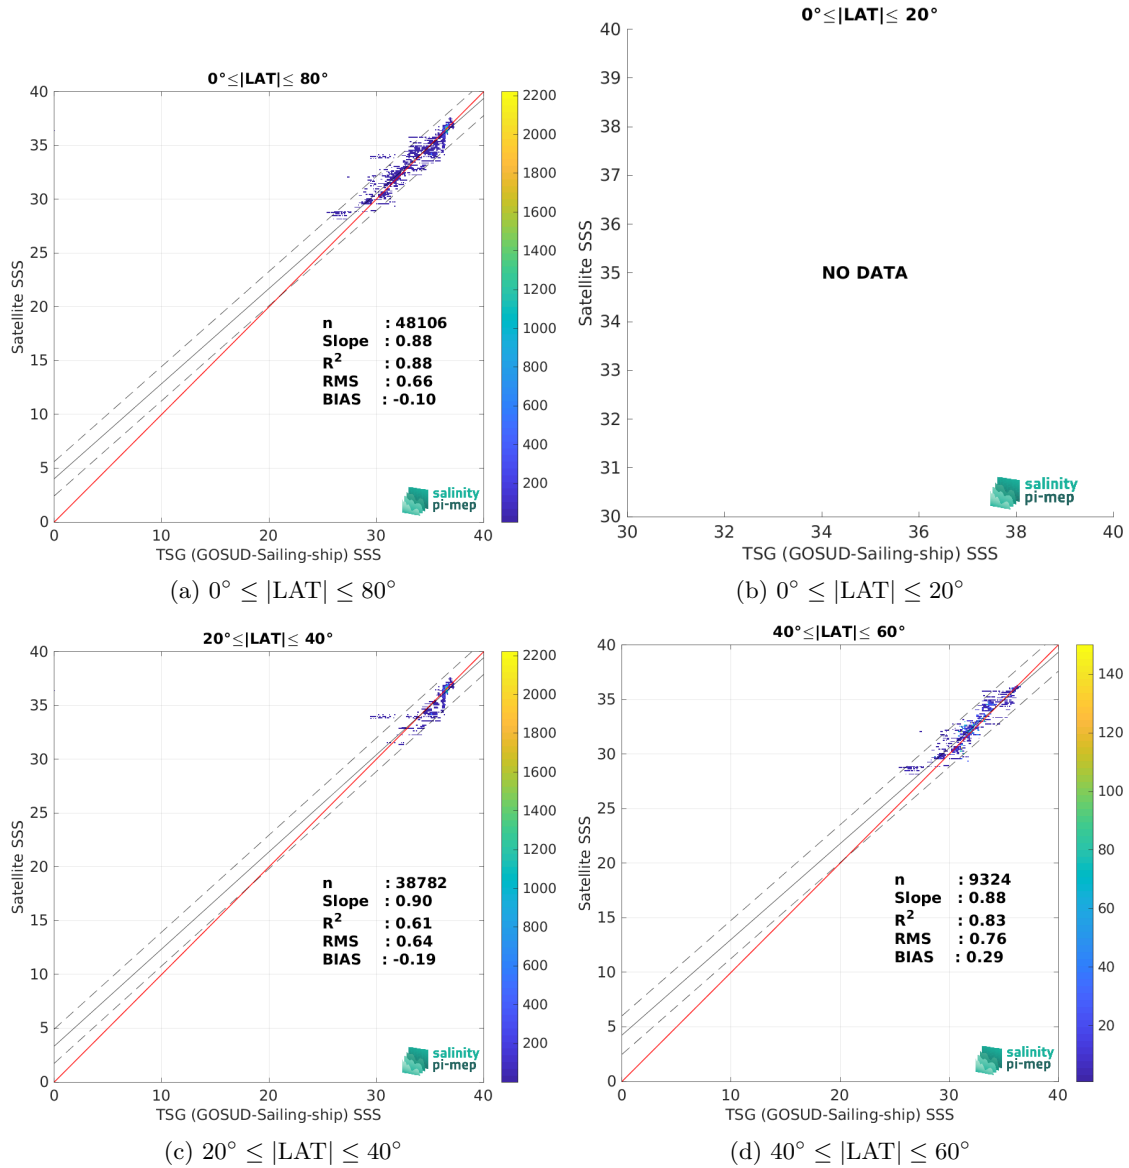 0°≤|LAT|≤ 80°
40
35
30
25
20
15
10
5
0
0
10
20
30
40
Satellite SSS
TSG (GOSUD-Sailing-ship) SSS
n : 48106
Slope : 0.88
R² : 0.88
RMS : 0.66
BIAS : -0.10
salinity
pi-mep
2200
2000
1800
1600
1400
1200
1000
800
600
400
200
(a) 0° ≤ |LAT| ≤ 80°
0°≤|LAT|≤ 20°
40
39
38
37
36
35
34
33
32
31
30
30
32
34
36
38
40
Satellite SSS
TSG (GOSUD-Sailing-ship) SSS
NO DATA
salinity
pi-mep
(b) 0° ≤ |LAT| ≤ 20°
20°≤|LAT|≤ 40°
40
35
30
25
20
15
10
5
0
0
10
20
30
40
Satellite SSS
TSG (GOSUD-Sailing-ship) SSS
n : 38782
Slope : 0.90
R² : 0.61
RMS : 0.64
BIAS : -0.19
salinity
pi-mep
2200
2000
1800
1600
1400
1200
1000
800
600
400
200
(c) 20° ≤ |LAT| ≤ 40°
40°≤|LAT|≤ 60°
40
35
30
25
20
15
10
5
0
0
10
20
30
40
Satellite SSS
TSG (GOSUD-Sailing-ship) SSS
n : 9324
Slope : 0.88
R² : 0.83
RMS : 0.76
BIAS : 0.29
salinity
pi-mep
140
120
100
80
60
40
20
(d) 40° ≤ |LAT| ≤ 60°